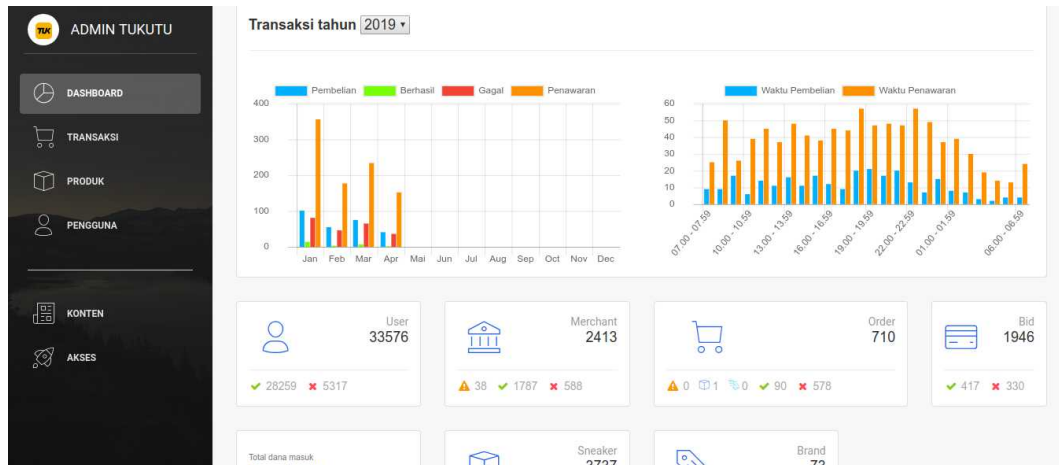 TUK ADMIN TUKUTU
DASHBOARD
TRANSAKSI
PRODUK
PENGGUNA
KONTEN
AKSES
Transaksi tahun 2019
Pembelian Berhasil Gagal Penawaran
400
300
200
100
0
Jan Feb Mar Apr Mai Jun Jul Aug Sep Oct Nov Dec
Waktu Pembelian Waktu Penawaran
60
50
40
30
20
10
0
07.00 - 07.59 10.00 - 10.59 13.00 - 13.59 16.00 - 16.59 19.00 - 19.59 22.00 - 22.59 01.00 - 01.59 06.00 - 06.59
User
33576
28259 5317
Merchant
2413
38 1787 588
Order
710
0 1 0 90 578
Bid
1946
417 330
Total dana masuk
Sneaker
Brand